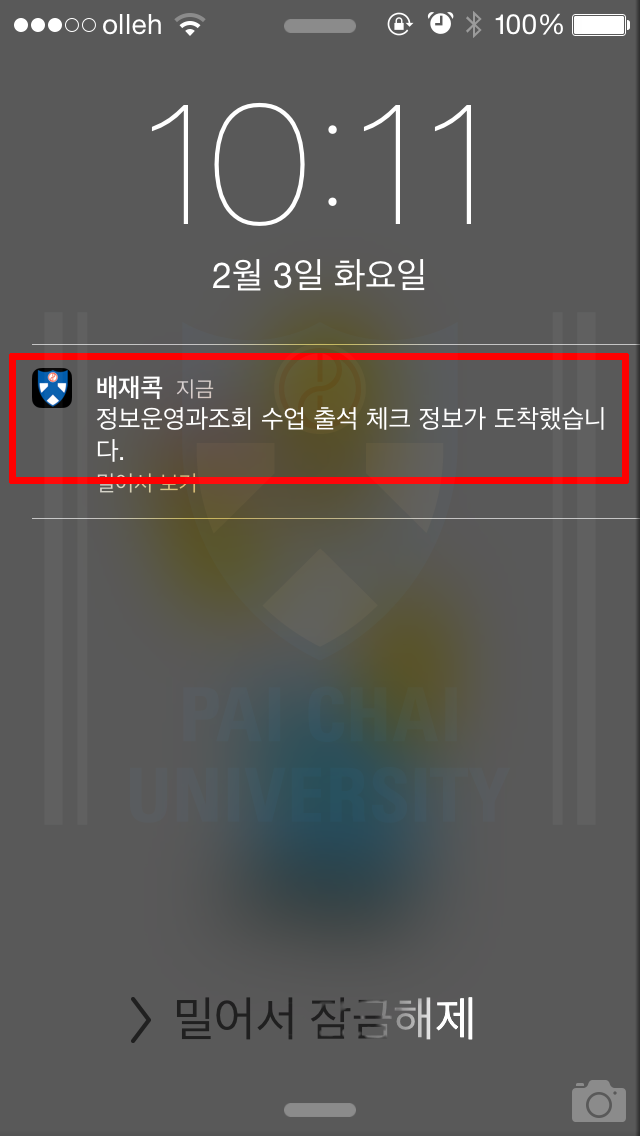 olleh 100%
10:11
2월 3일 화요일
배재콕 지금
정보운영과조회 수업 출석 체크 정보가 도착했습니
다.
밀어서 보기
PAI CHAI
UNIVERSITY
밀어서 잠금해제